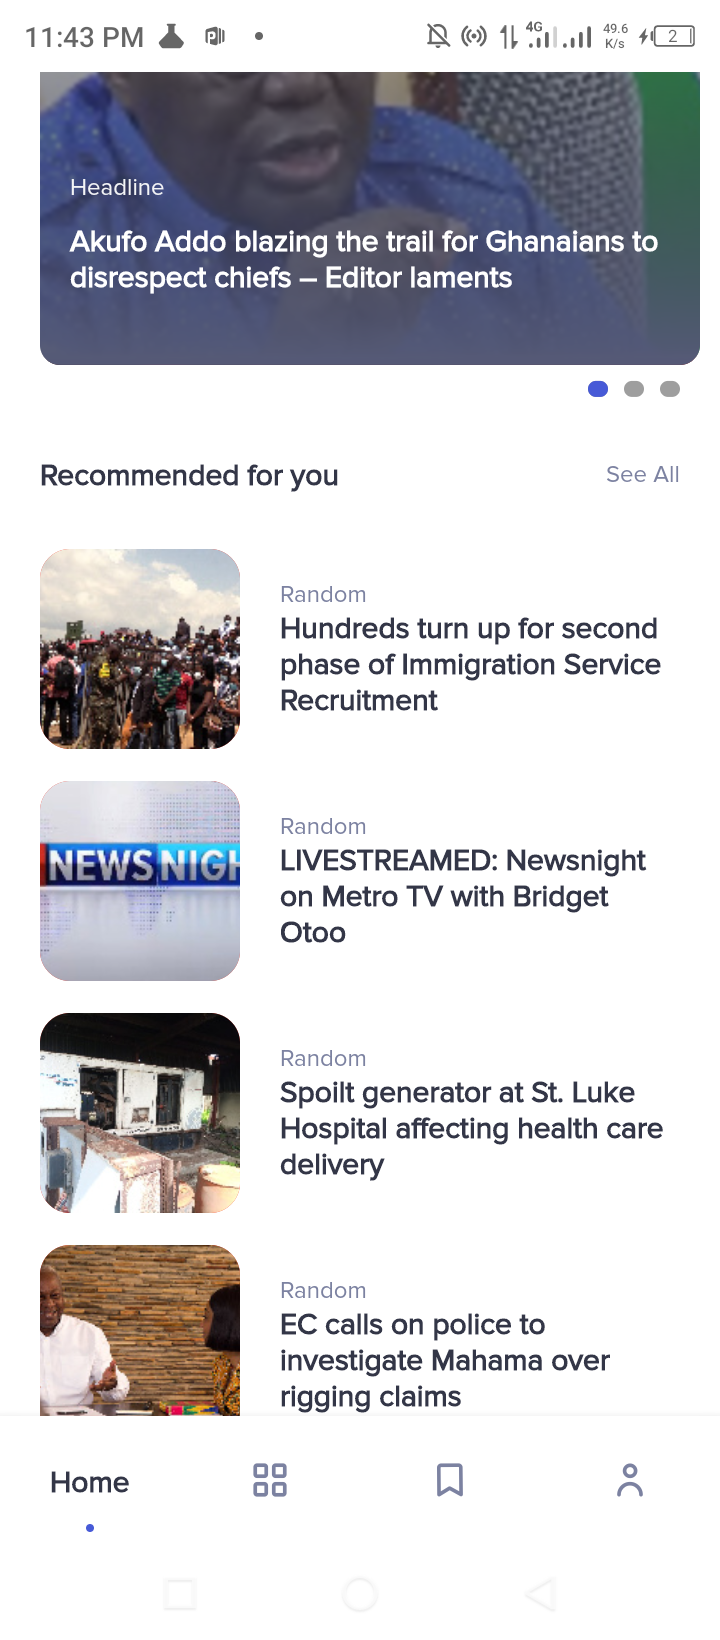 11:43 PM
4G
49.6
K/s
2
Headline
Akufo Addo blazing the trail for Ghanaians to
disrespect chiefs – Editor laments
Recommended for you
See All
Random
Hundreds turn up for second
phase of Immigration Service
Recruitment
NEWS NIGH
Random
LIVESTREAMED: Newsnight
on Metro TV with Bridget
Otoo
Random
Spoilt generator at St. Luke
Hospital affecting health care
delivery
Random
EC calls on police to
investigate Mahama over
rigging claims
Home